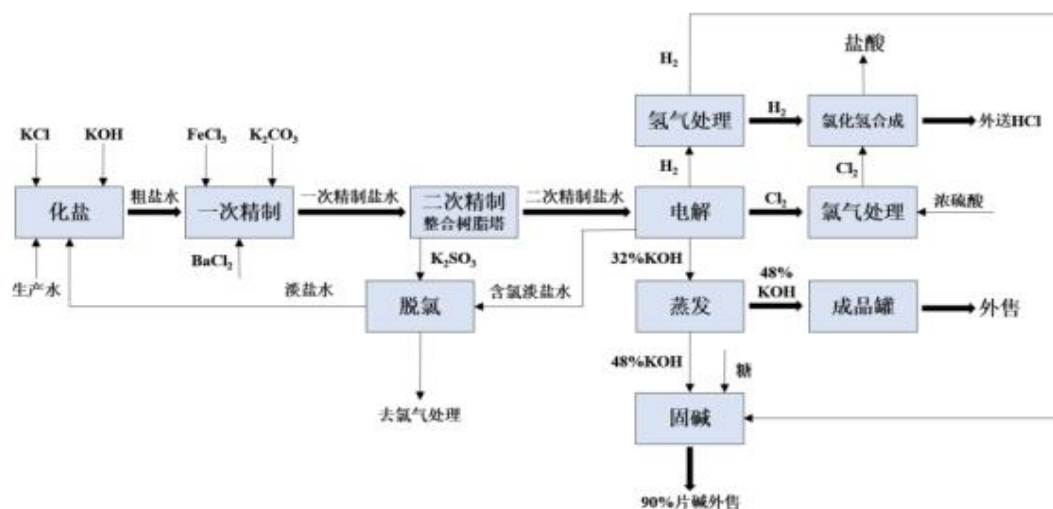 H₂
盐酸
氢气处理
H₂
氯化氢合成
外送HCl
KCl
KOH
FeCl₃
K₂CO₃
H₂
Cl₂
化盐
粗盐水
一次精制
一次精制盐水
二次精制
整合树脂塔
二次精制盐水
电解
Cl₂
氯气处理
浓硫酸
生产水
BaCl₂
淡盐水
K₂SO₃
脱氯
含氯淡盐水
32%KOH
蒸发
48%
KOH
成品罐
外售
去氯气处理
48%KOH
糖
固碱
90%片碱外售